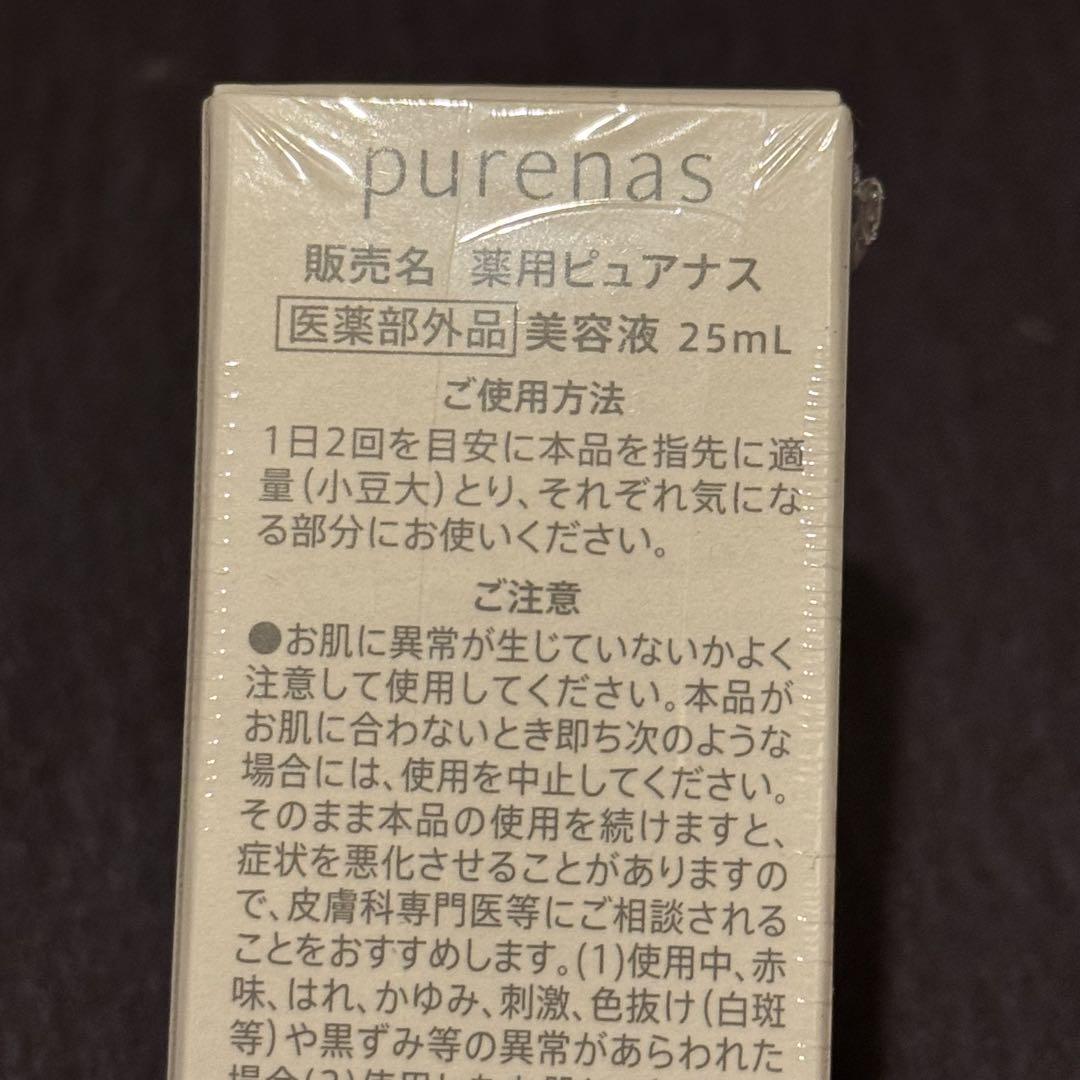 purenas
販売名 薬用ピュアナス
医薬部外品 美容液 25mL
ご使用方法
1日2回を目安に本品を指先に適
量(小豆大)とり、それぞれ気にな
る部分にお使いください。
ご注意
●お肌に異常が生じていないかよく
注意して使用してください。本品が
お肌に合わないとき即ち次のような
場合には、使用を中止してください。
そのまま本品の使用を続けますと、
症状を悪化させることがありますの
で、皮膚科専門医等にご相談される
ことをおすすめします。(1)使用中、赤
味、はれ、かゆみ、刺激、色抜け(白斑
等)や黒ずみ等の異常があらわれた
場合(2)使用した